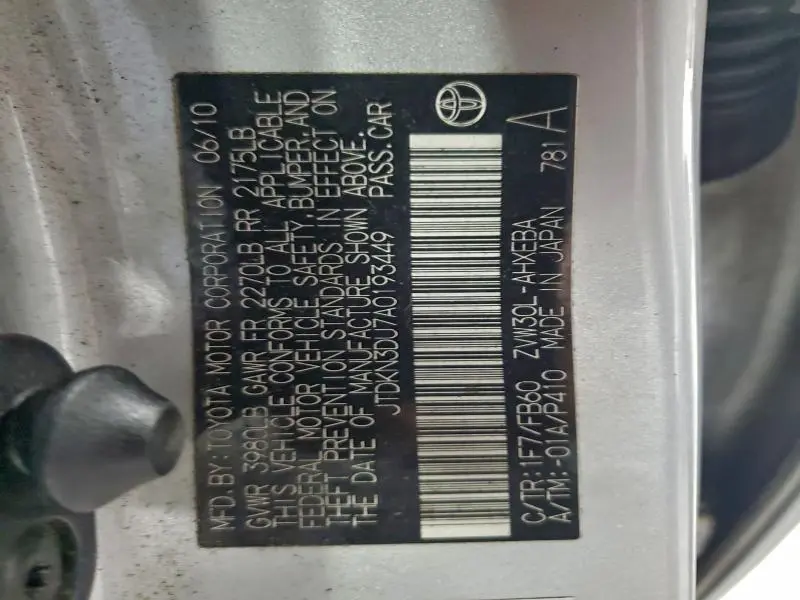 MFD. BY: TOYOTA MOTOR CORPORATION 06/10
GVWR 3980LB GAWR FR 2270LB RR 2175LB
THIS VEHICLE CONFORMS TO ALL APPLICABLE
FEDERAL MOTOR VEHICLE SAFETY, BUMPER, AND
THEFT PREVENTION STANDARDS IN EFFECT ON
THE DATE OF MANUFACTURE SHOWN ABOVE.
JTDKN3DU7A0193449 PASS. CAR
C/TR: 1F7/FB60 ZVW30L-AHXEBA
A/TM: -01A/P410 MADE IN JAPAN 781 A